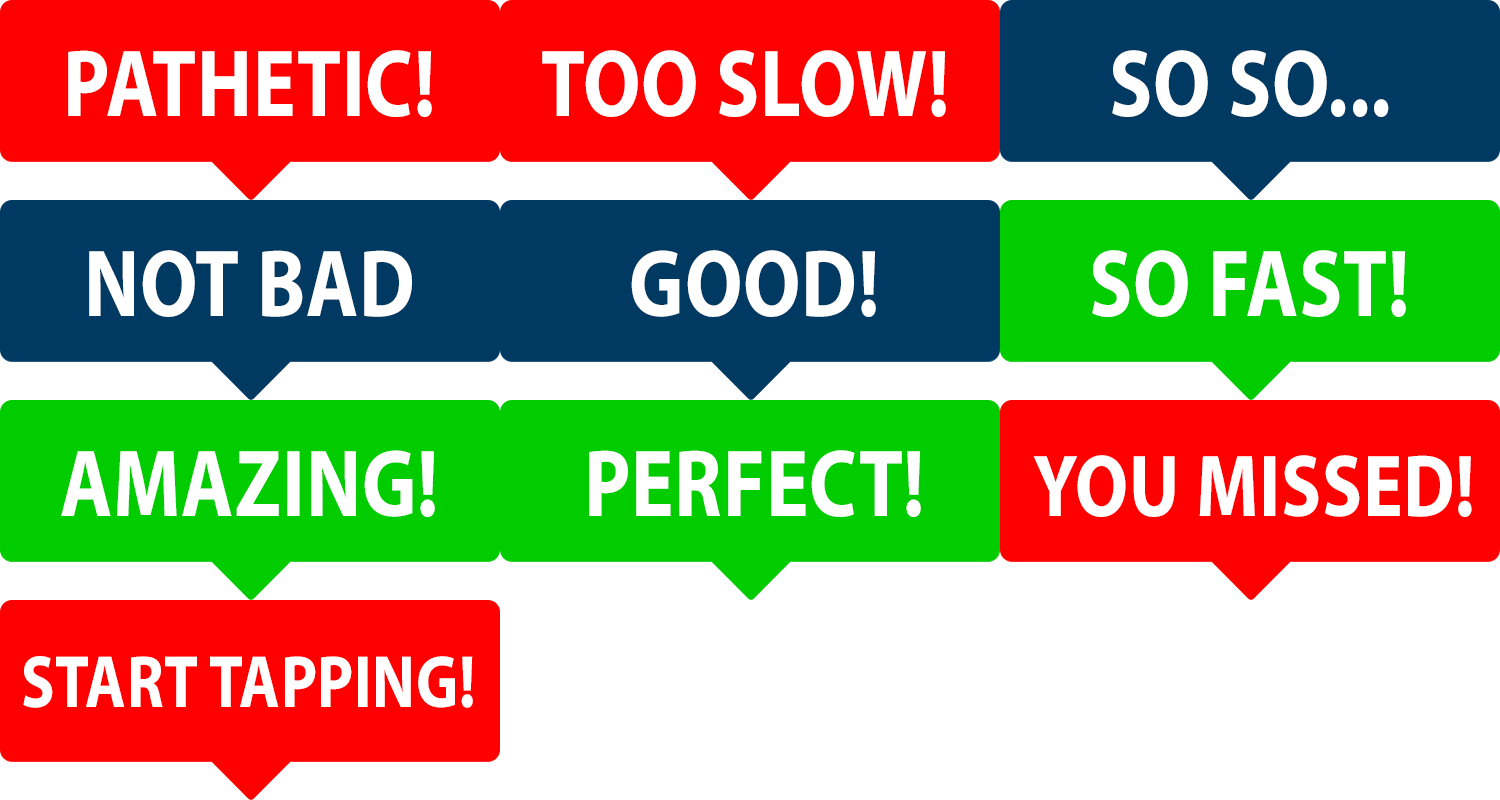 PATHETIC!
TOO SLOW!
SO SO...
NOT BAD
GOOD!
SO FAST!
AMAZING!
PERFECT!
YOU MISSED!
START TAPPING!